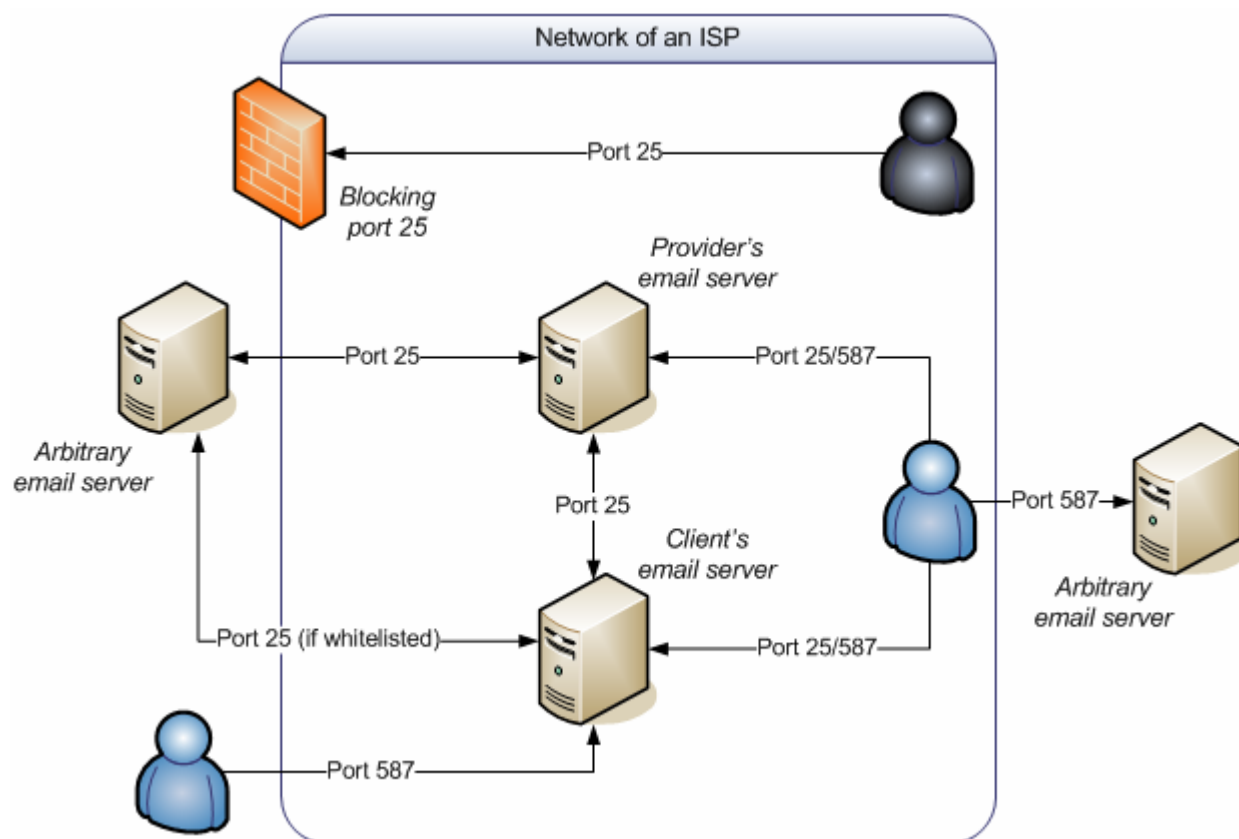 Network of an ISP
Port 25
Blocking
port 25
Provider's
email server
Port 25
Port 25/587
Arbitrary
email server
Port 25
Port 587
Client's
email server
Arbitrary
email server
Port 25 (if whitelisted)
Port 25/587
Port 587